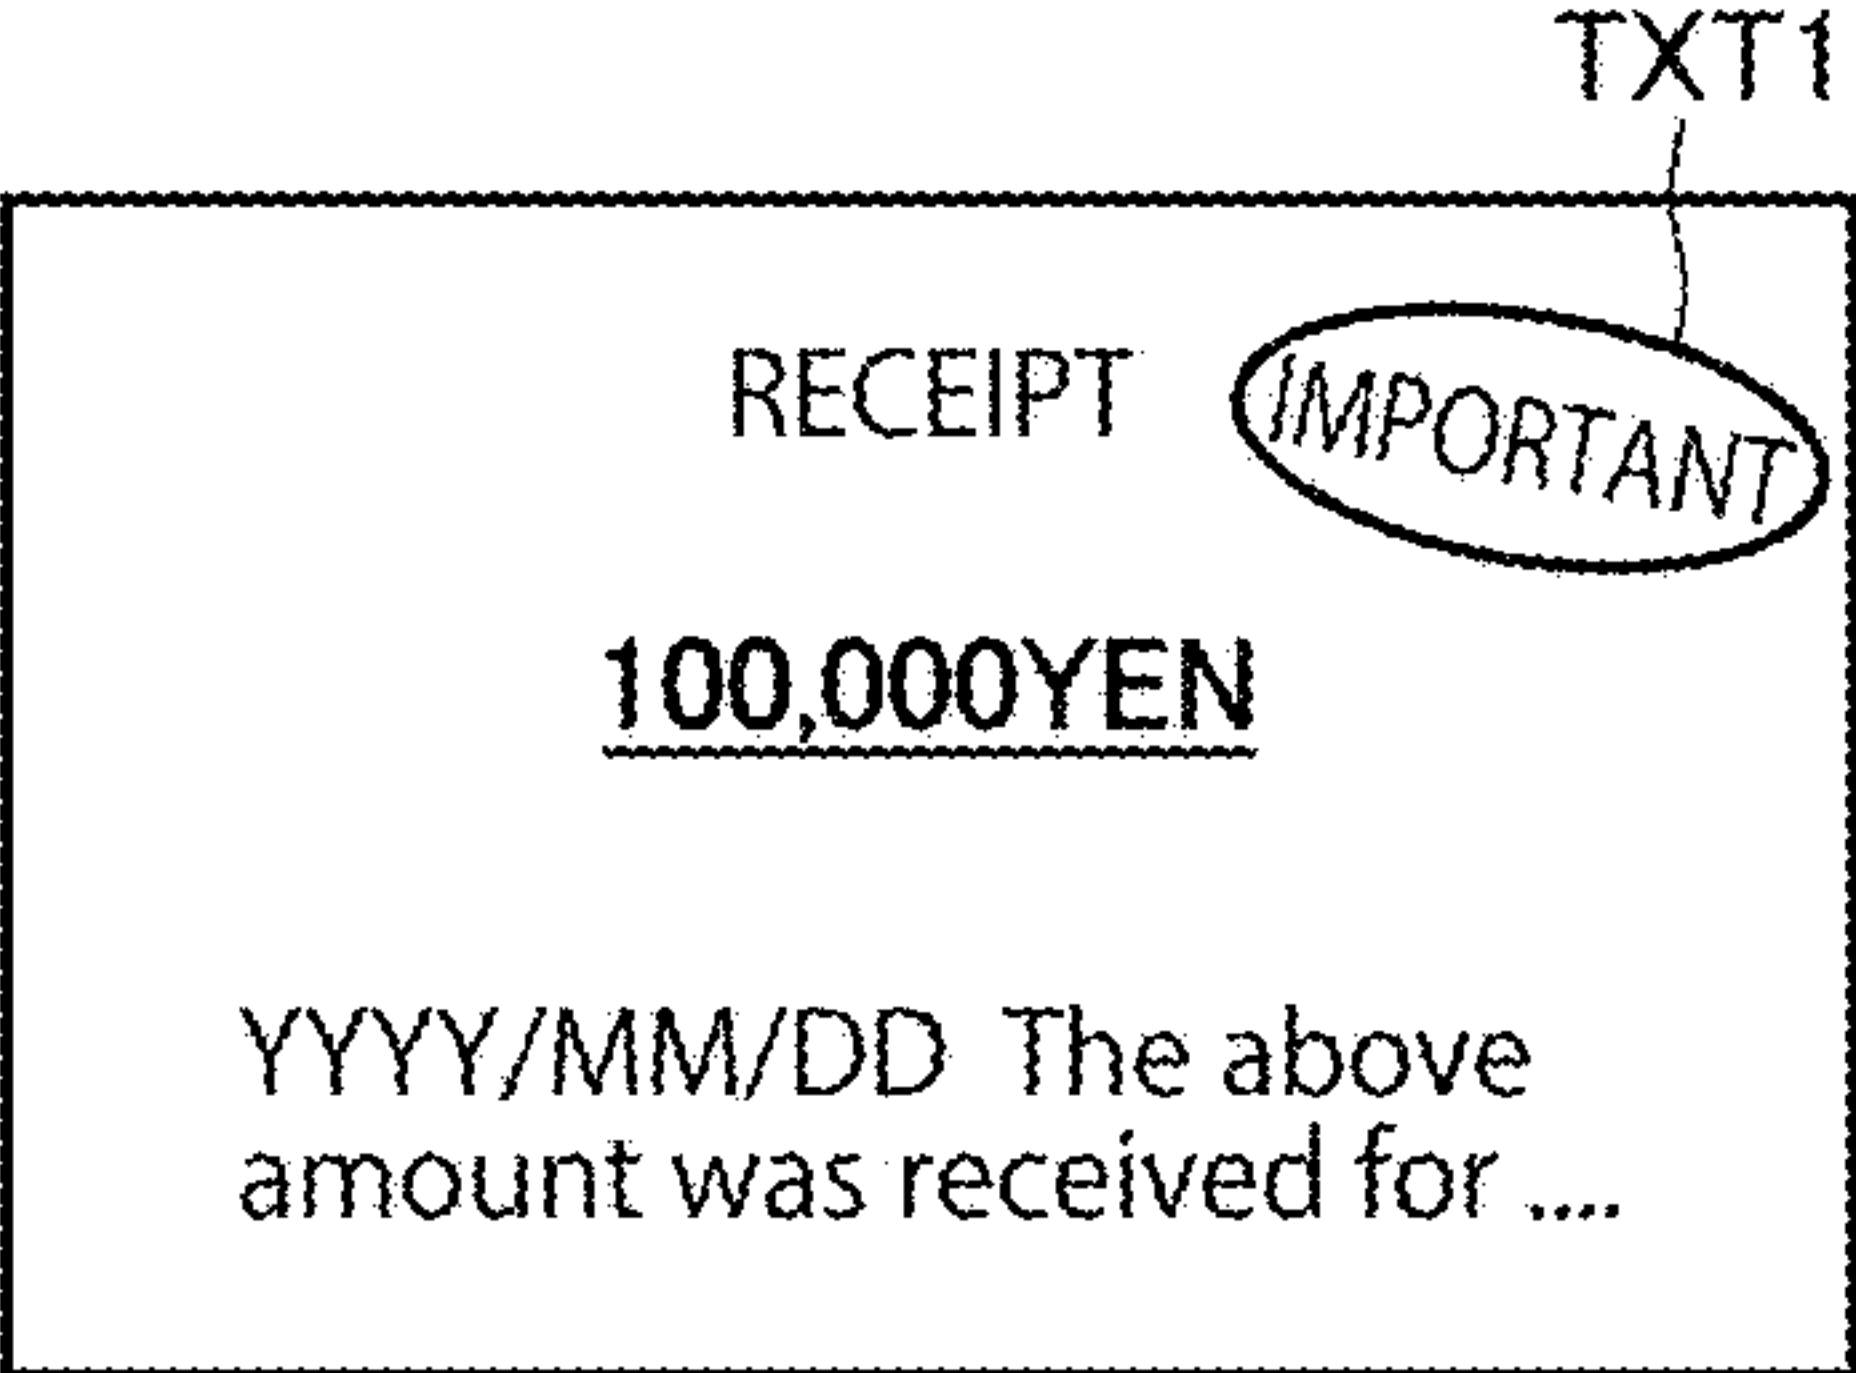 TXT1
RECEIPT IMPORTANT
100,000YEN
YYYY/MM/DD The above
amount was received for ....